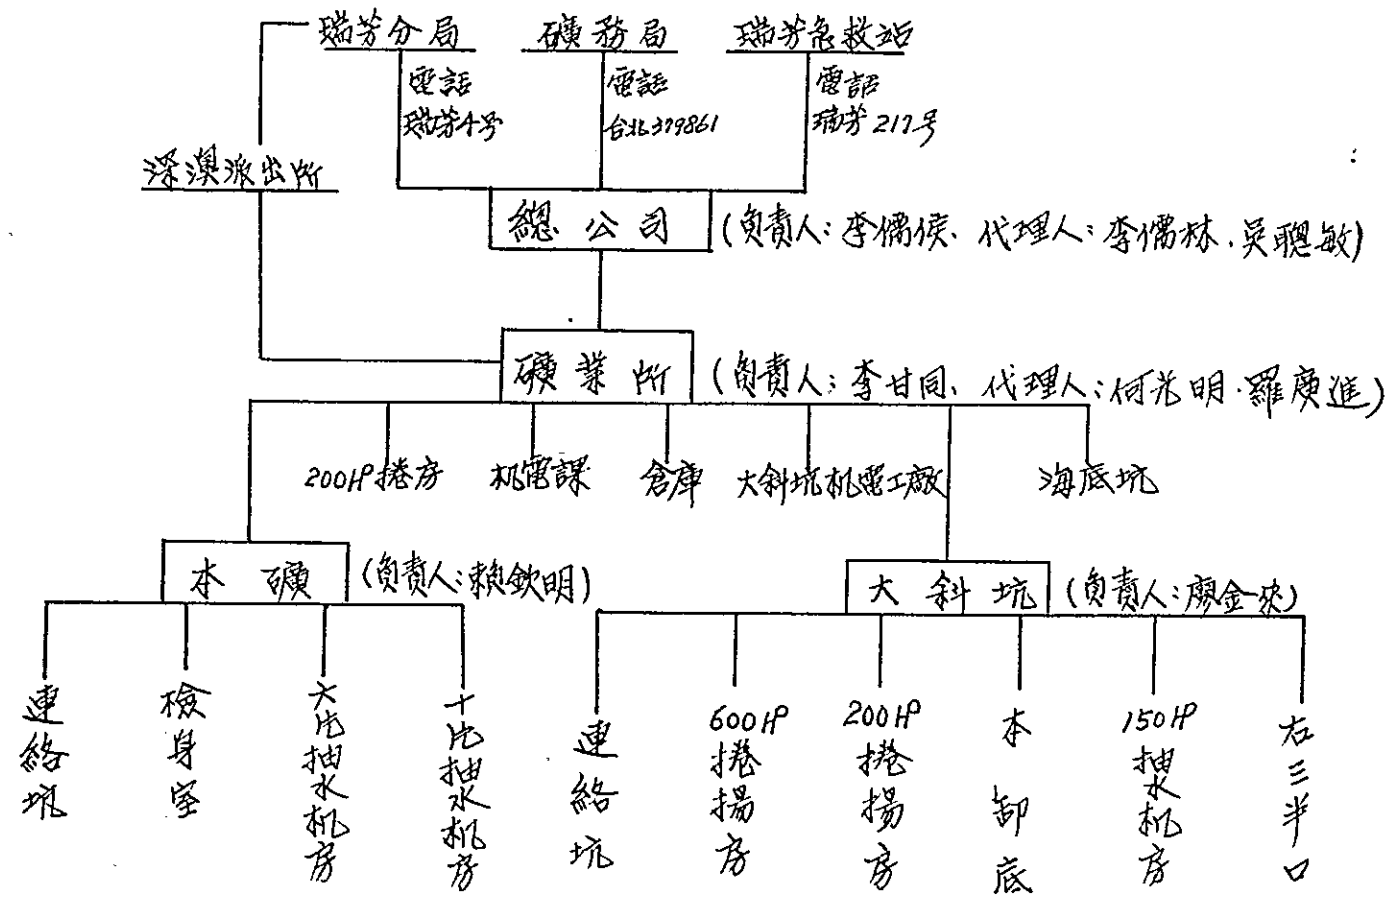 瑞芳分局 礦務局 瑞芳急救站
電話 電話 電話
瑞芳4号 台北379861 瑞芳217号
深澳派出所
總公司 (負責人:李儒侯、代理人:李儒林、吳聰敏)
礦業所 (負責人:李甘同、代理人:何光明·羅庚進)
200HP捲房 机電課 倉庫 大斜坑机電工廠 海底坑
本礦 (負責人:賴欽明)
大斜坑 (負責人:廖金來)
連絡坑
檢身室
六片抽水机房
十片抽水机房
連絡坑
600HP捲揚房
200HP捲揚房
本卸底
150HP抽水机房
右三半口